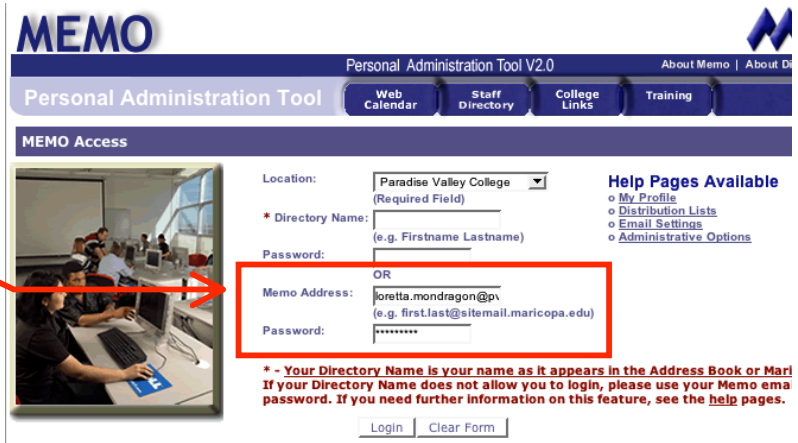 MEMO
Personal Administration Tool V2.0
About Memo | About Di
Personal Administration Tool
Web Calendar
Staff Directory
College Links
Training
MEMO Access
Location:
Paradise Valley College
(Required Field)
* Directory Name:
(e.g. Firstname Lastname)
Password:
OR
Memo Address:
loretta.mondragon@pv
(e.g. first.last@sitemail.maricopa.edu)
Password:
*********
Help Pages Available
o My Profile
o Distribution Lists
o Email Settings
o Administrative Options
* - Your Directory Name is your name as it appears in the Address Book or Mari
If your Directory Name does not allow you to login, please use your Memo emai
password. If you need further information on this feature, see the help pages.
Login
Clear Form